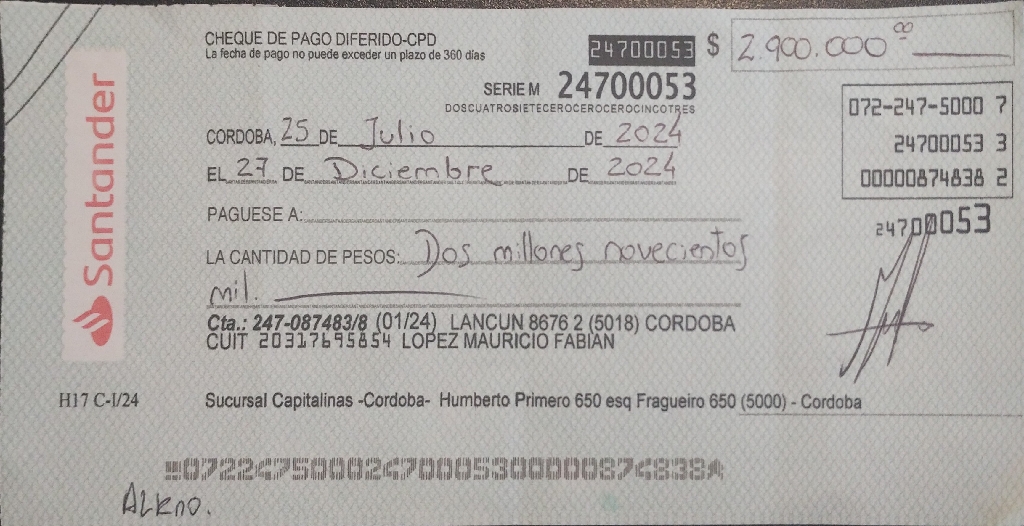 Santander
CHEQUE DE PAGO DIFERIDO-CPD
La fecha de pago no puede exceder un plazo de 360 días
24700053
$ 2.900.000 00
SERIE M 24700053
DOSCUATROSIETECEROCEROCEROCINCOTRES
072-247-5000 7
24700053 3
00000874838 2
24700053
CORDOBA, 25 DE Julio DE 2024
EL 27 DE Diciembre DE 2024
PAGUESE A:
LA CANTIDAD DE PESOS: Dos millones novecientos
mil.
Cta.: 247-087483/8 (01/24) LANCUN 8676 2 (5018) CORDOBA
CUIT 20317695854 LOPEZ MAURICIO FABIAN
H17 C-I/24
Sucursal Capitalinas -Cordoba- Humberto Primero 650 esq Fragueiro 650 (5000) - Cordoba
07224750002470005300000874838